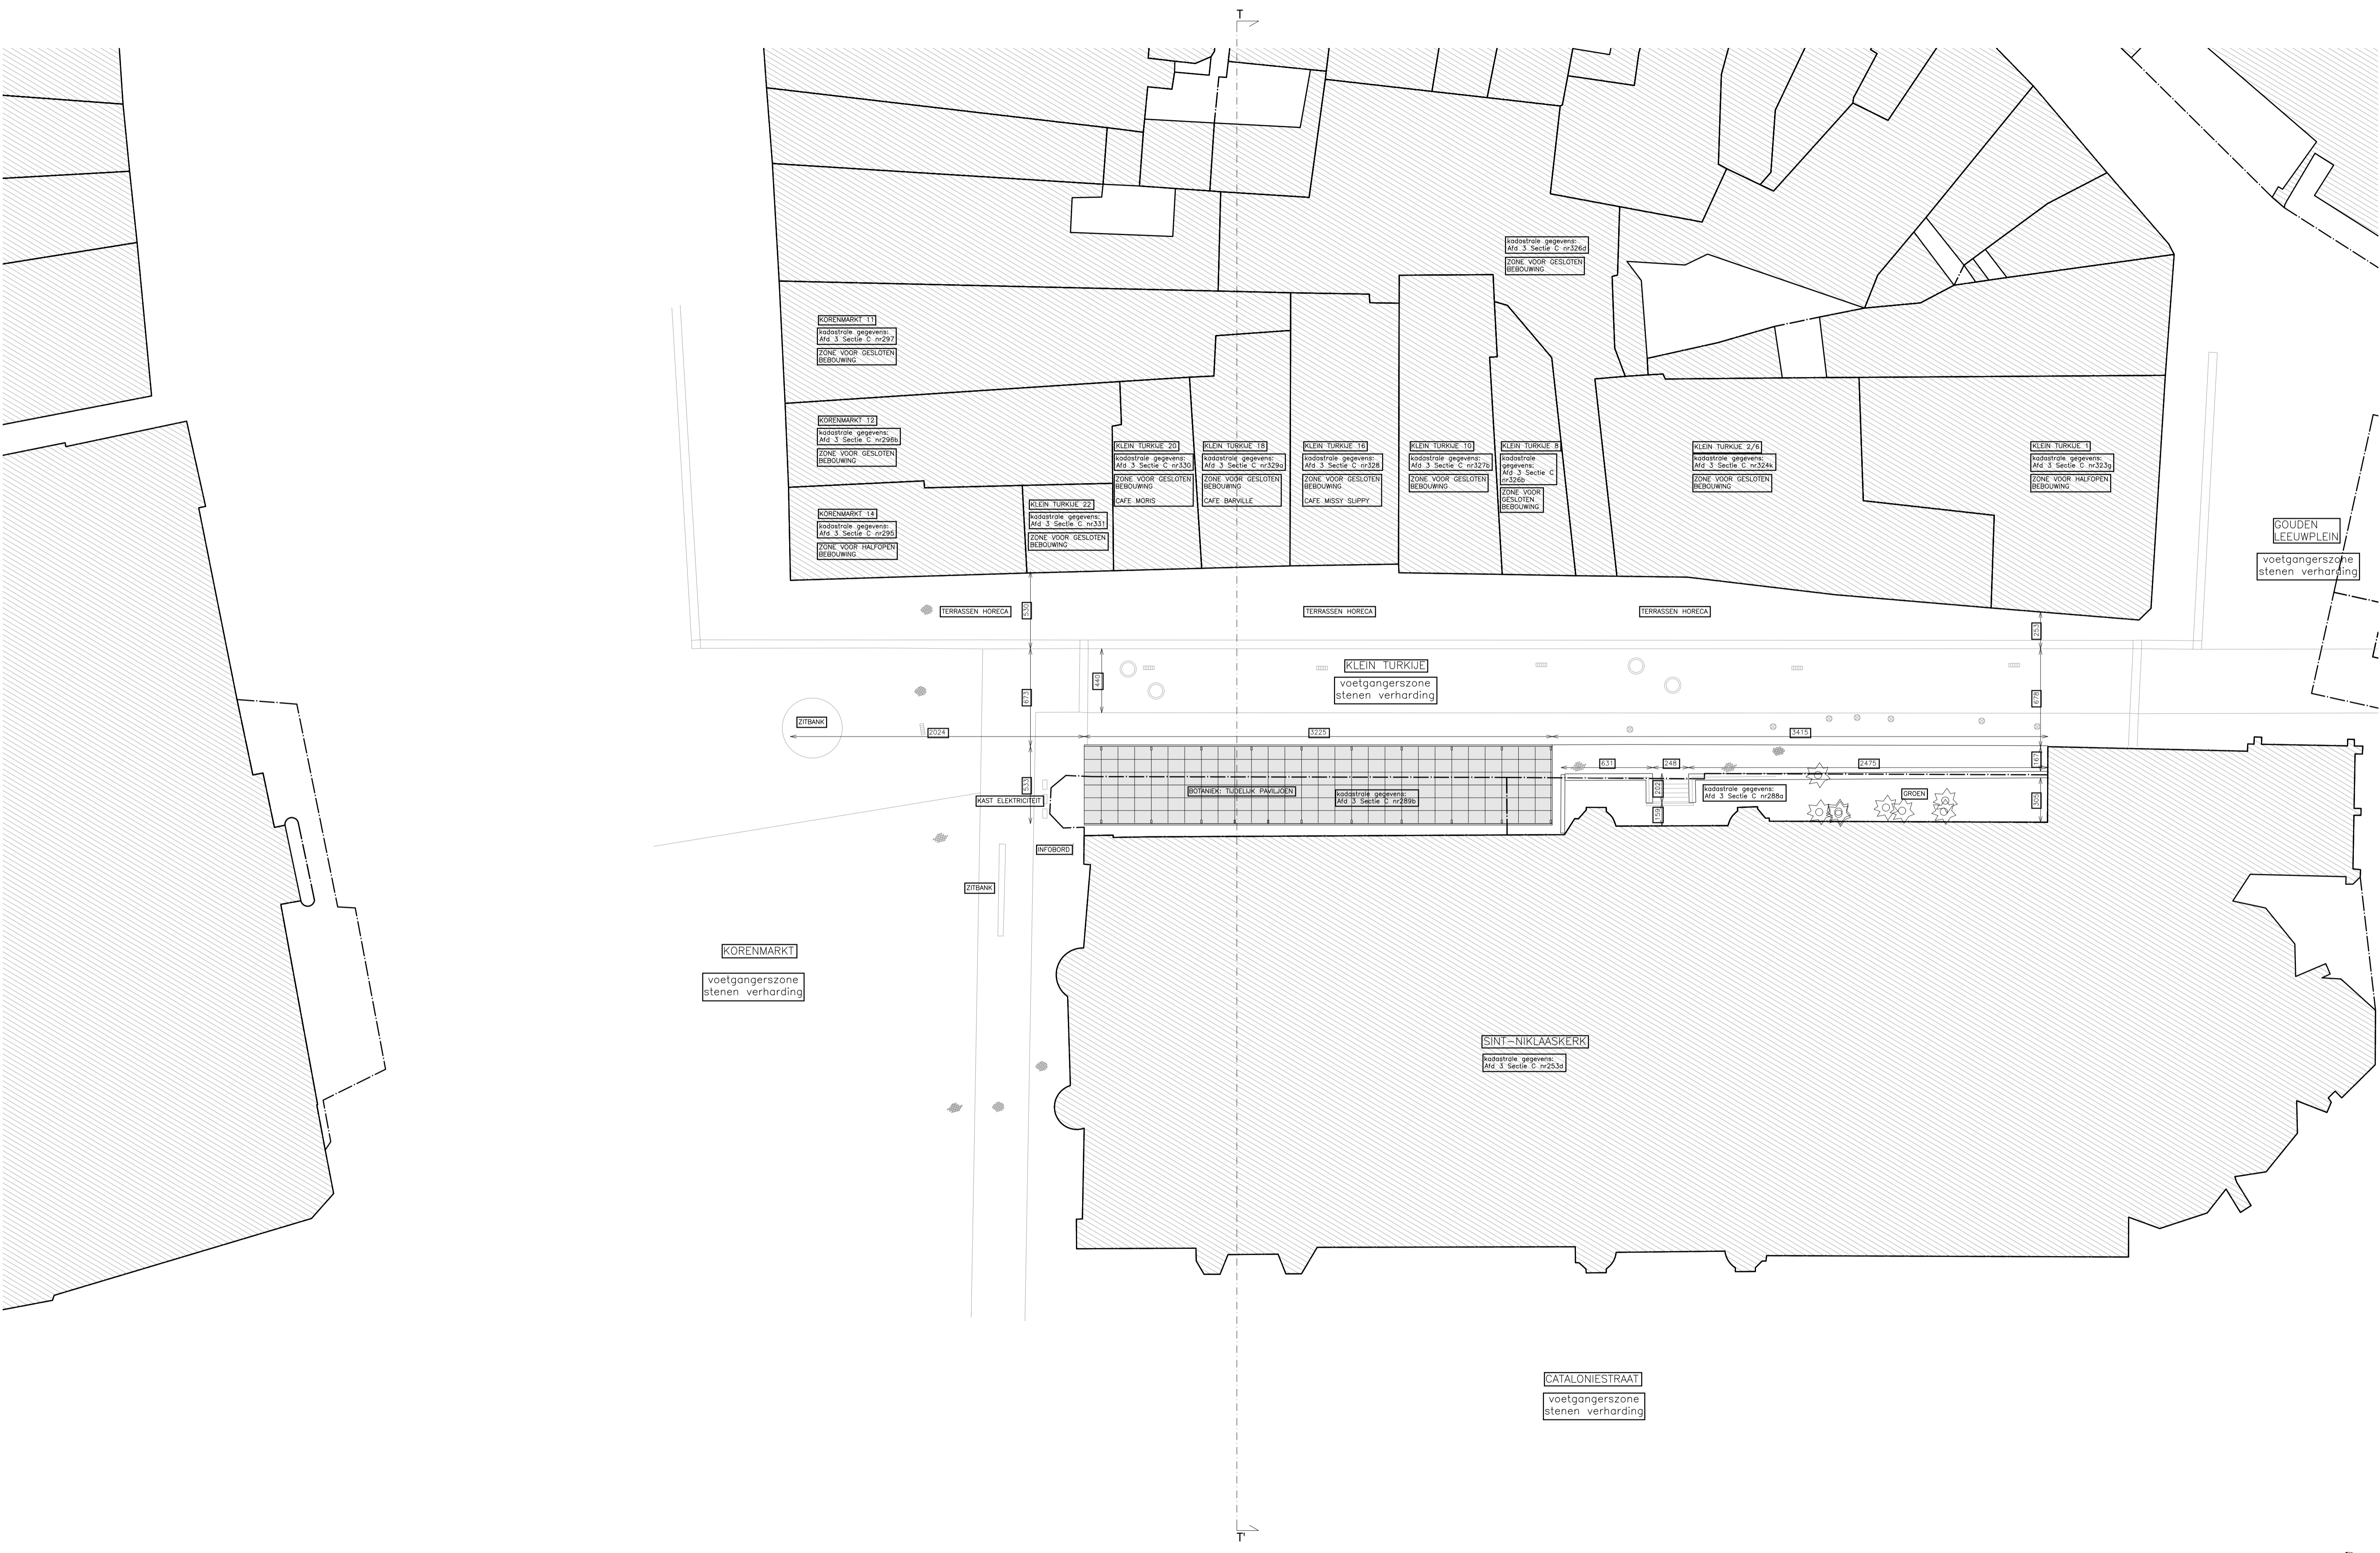 T
kadastrale gegevens:
Afd 3 Sectie C nr326d
ZONE VOOR GESLOTEN
BEBOUWING
KORENMARKT 11
kadastrale gegevens:
Afd 3 Sectie C nr297
ZONE VOOR GESLOTEN
BEBOUWING
KORENMARKT 12
kadastrale gegevens:
Afd 3 Sectie C nr296b
ZONE VOOR GESLOTEN
BEBOUWING
KORENMARKT 14
kadastrale gegevens:
Afd 3 Sectie C nr295
ZONE VOOR HALFOPEN
BEBOUWING
KLEIN TURKIJE 22
kadastrale gegevens:
Afd 3 Sectie C nr331
ZONE VOOR GESLOTEN
BEBOUWING
KLEIN TURKIJE 20
kadastrale gegevens:
Afd 3 Sectie C nr330
ZONE VOOR GESLOTEN
BEBOUWING
CAFE MORIS
KLEIN TURKIJE 18
kadastrale gegevens:
Afd 3 Sectie C nr329a
ZONE VOOR GESLOTEN
BEBOUWING
CAFE BARVILLE
KLEIN TURKIJE 16
kadastrale gegevens:
Afd 3 Sectie C nr328
ZONE VOOR GESLOTEN
BEBOUWING
CAFE MISSY SLIPPY
KLEIN TURKIJE 10
kadastrale gegevens:
Afd 3 Sectie C nr327b
ZONE VOOR GESLOTEN
BEBOUWING
KLEIN TURKIJE 8
kadastrale
gegevens:
Afd 3 Sectie C
nr326b
ZONE VOOR
GESLOTEN
BEBOUWING
KLEIN TURKIJE 2/6
kadastrale gegevens:
Afd 3 Sectie C nr324k
ZONE VOOR GESLOTEN
BEBOUWING
KLEIN TURKIJE 1
kadastrale gegevens:
Afd 3 Sectie C nr323g
ZONE VOOR HALFOPEN
BEBOUWING
GOUDEN
LEEUWPLEIN
voetgangerszone
stenen verharding
TERRASSEN HORECA
530
TERRASSEN HORECA
TERRASSEN HORECA
253
KLEIN TURKIJE
voetgangerszone
stenen verharding
440
673
678
ZITBANK
2024
3225
3415
631
248
2475
167
533
KAST ELEKTRICITEIT
BOTANIEK: TIJDELIJK PAVILJOEN
kadastrale gegevens:
Afd 3 Sectie C nr289b
202
159
kadastrale gegevens:
Afd 3 Sectie C nr288a
GROEN
305
INFOBORD
ZITBANK
KORENMARKT
voetgangerszone
stenen verharding
SINT-NIKLAASKERK
kadastrale gegevens:
Afd 3 Sectie C nr253d
CATALONIESTRAAT
voetgangerszone
stenen verharding
T'